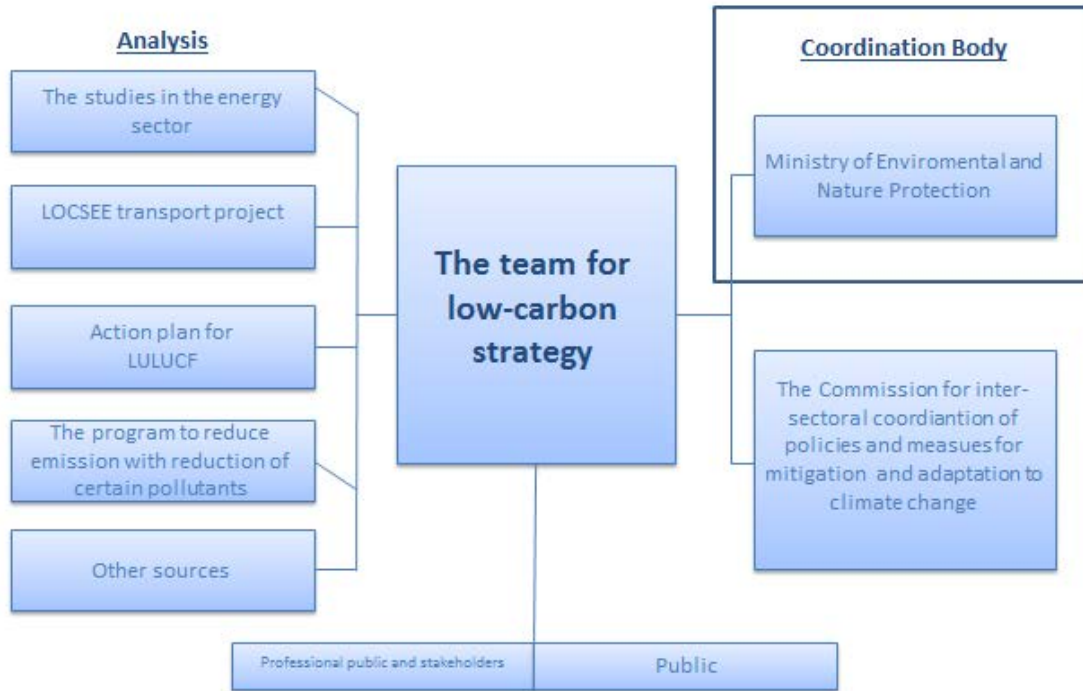 Analysis
The studies in the energy
sector
LOCSEE transport project
Action plan for
LULUCF
The program to reduce
emission with reduction of
certain pollutants
Other sources
The team for
low-carbon
strategy
Coordination Body
Ministry of Enviromental and
Nature Protection
The Commission for inter-
sectoral coordiantion of
policies and measues for
mitigation and adaptation to
climate change
Professional public and stakeholders
Public